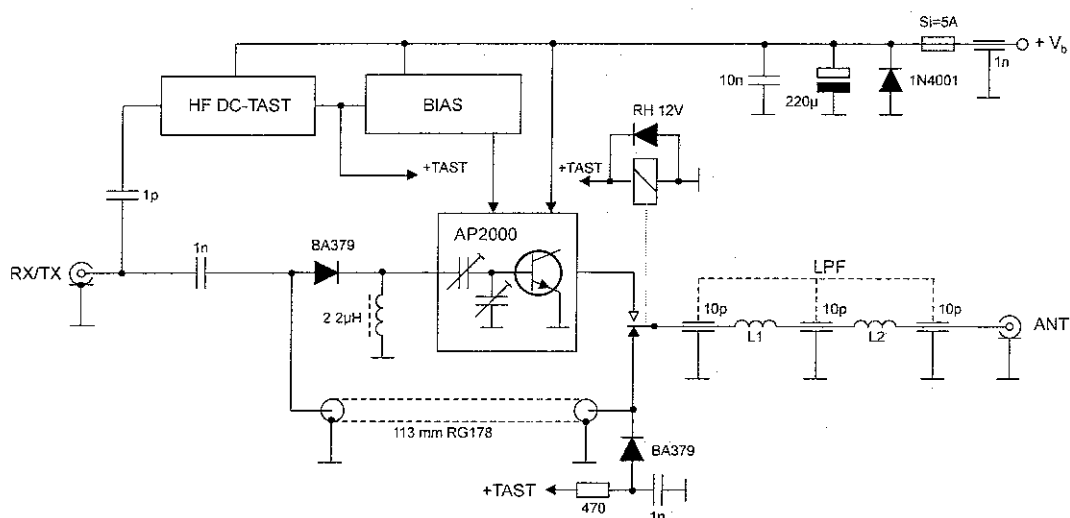 Si=5A
+ Vb
1n
10n
220µ
1N4001
HF DC-TAST
BIAS
RH 12V
+TAST
+TAST
1p
AP2000
RX/TX
1n
BA379
LPF
2 2µH
10p
10p
10p
ANT
L1
L2
113 mm RG178
BA379
+TAST
470
1n